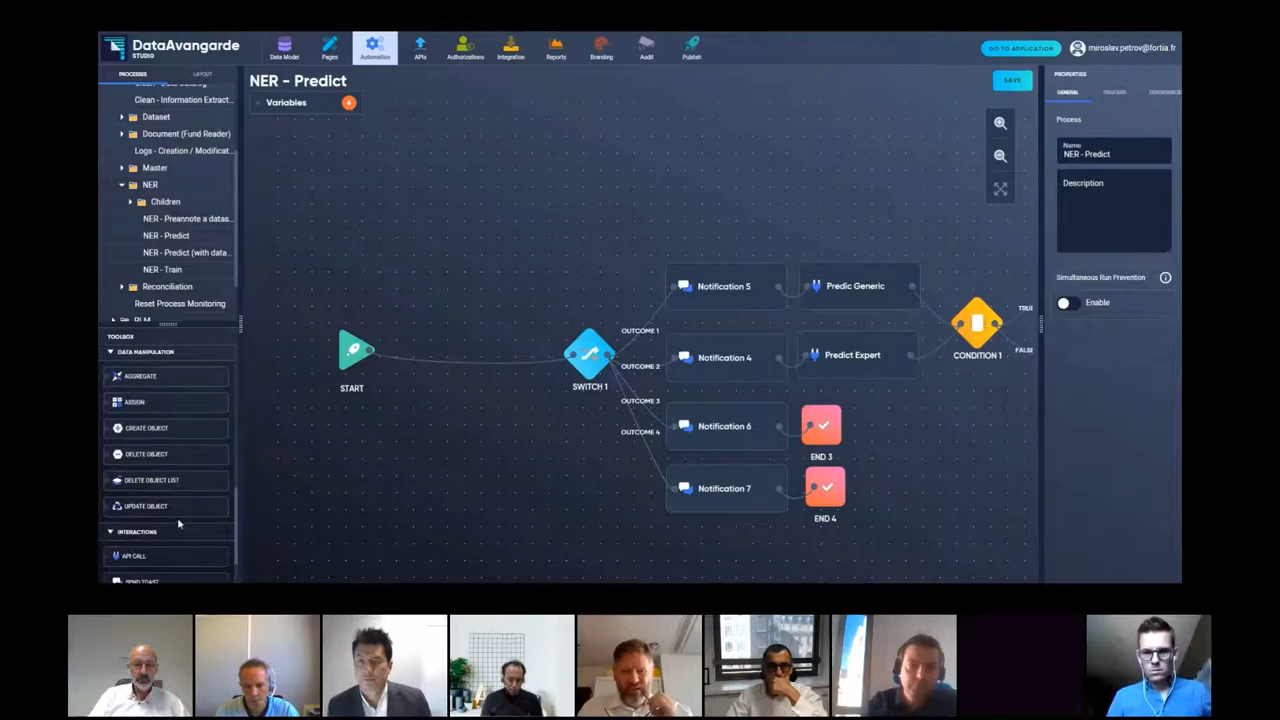 DataAvangarde
STUDIO
Data Model
Pages
Automation
APIs
Authorizations
Integration
Reports
Branding
Audit
Publish
GO TO APPLICATION
miroslav.petrov@fortia.fr
PROCESSES
LAYOUT
Clean - Information Extract...
Dataset
Document (Fund Reader)
Logs - Creation / Modificat...
Master
NER
Children
NER - Preannote a datas...
NER - Predict
NER - Predict (with data...
NER - Train
Reconciliation
Reset Process Monitoring
TOOLBOX
DATA MANIPULATION
AGGREGATE
ASSIGN
CREATE OBJECT
DELETE OBJECT
DELETE OBJECT LIST
UPDATE OBJECT
INTERACTIONS
API CALL
SEND TOAST
NER - Predict
Variables
SAVE
START
SWITCH 1
OUTCOME 1
OUTCOME 2
OUTCOME 3
OUTCOME 4
Notification 5
Predic Generic
Notification 4
Predict Expert
Notification 6
END 3
Notification 7
END 4
CONDITION 1
TRUE
FALSE
PROPERTIES
GENERAL
TRIGGERS
DEPENDENCIES
Process
Name
NER - Predict
Description
Simultaneous Run Prevention
Enable